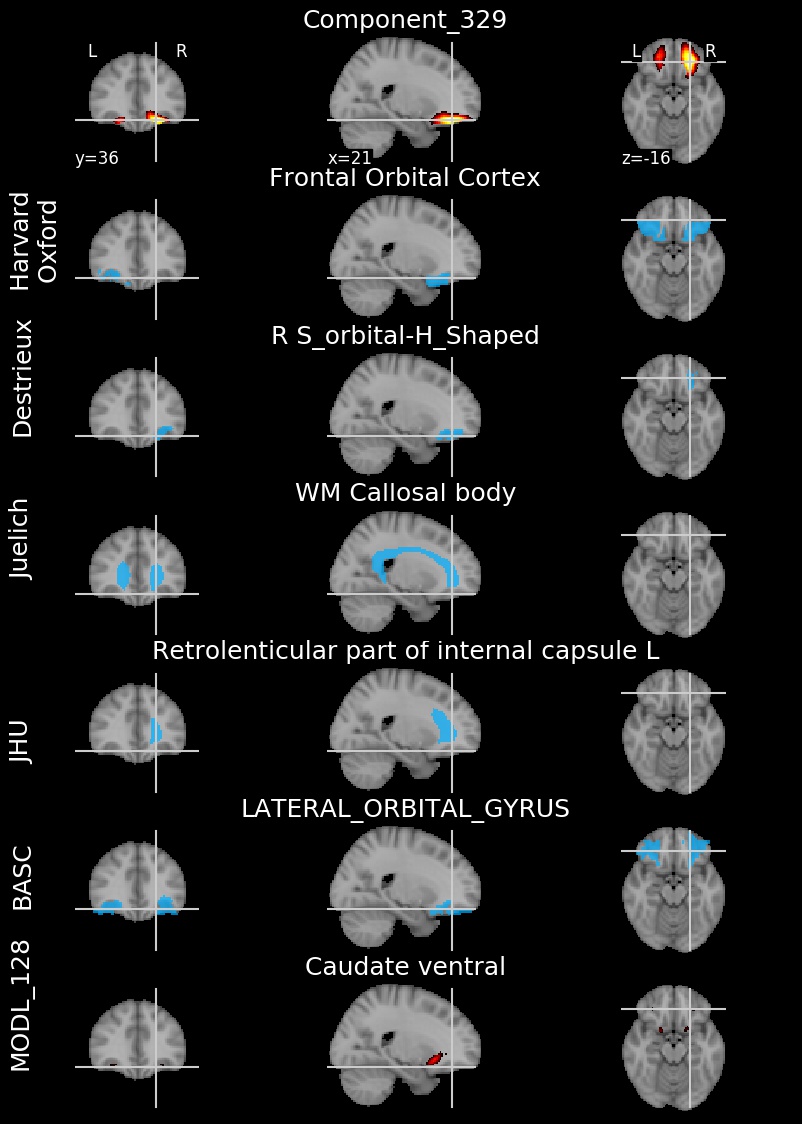 Component_329
L R
L R
y=36 x=21 z=-16
Harvard
Oxford
Frontal Orbital Cortex
Destrieux
R S_orbital-H_Shaped
Juelich
WM Callosal body
JHU
Retrolenticular part of internal capsule L
BASC
LATERAL_ORBITAL_GYRUS
MODL_128
Caudate ventral